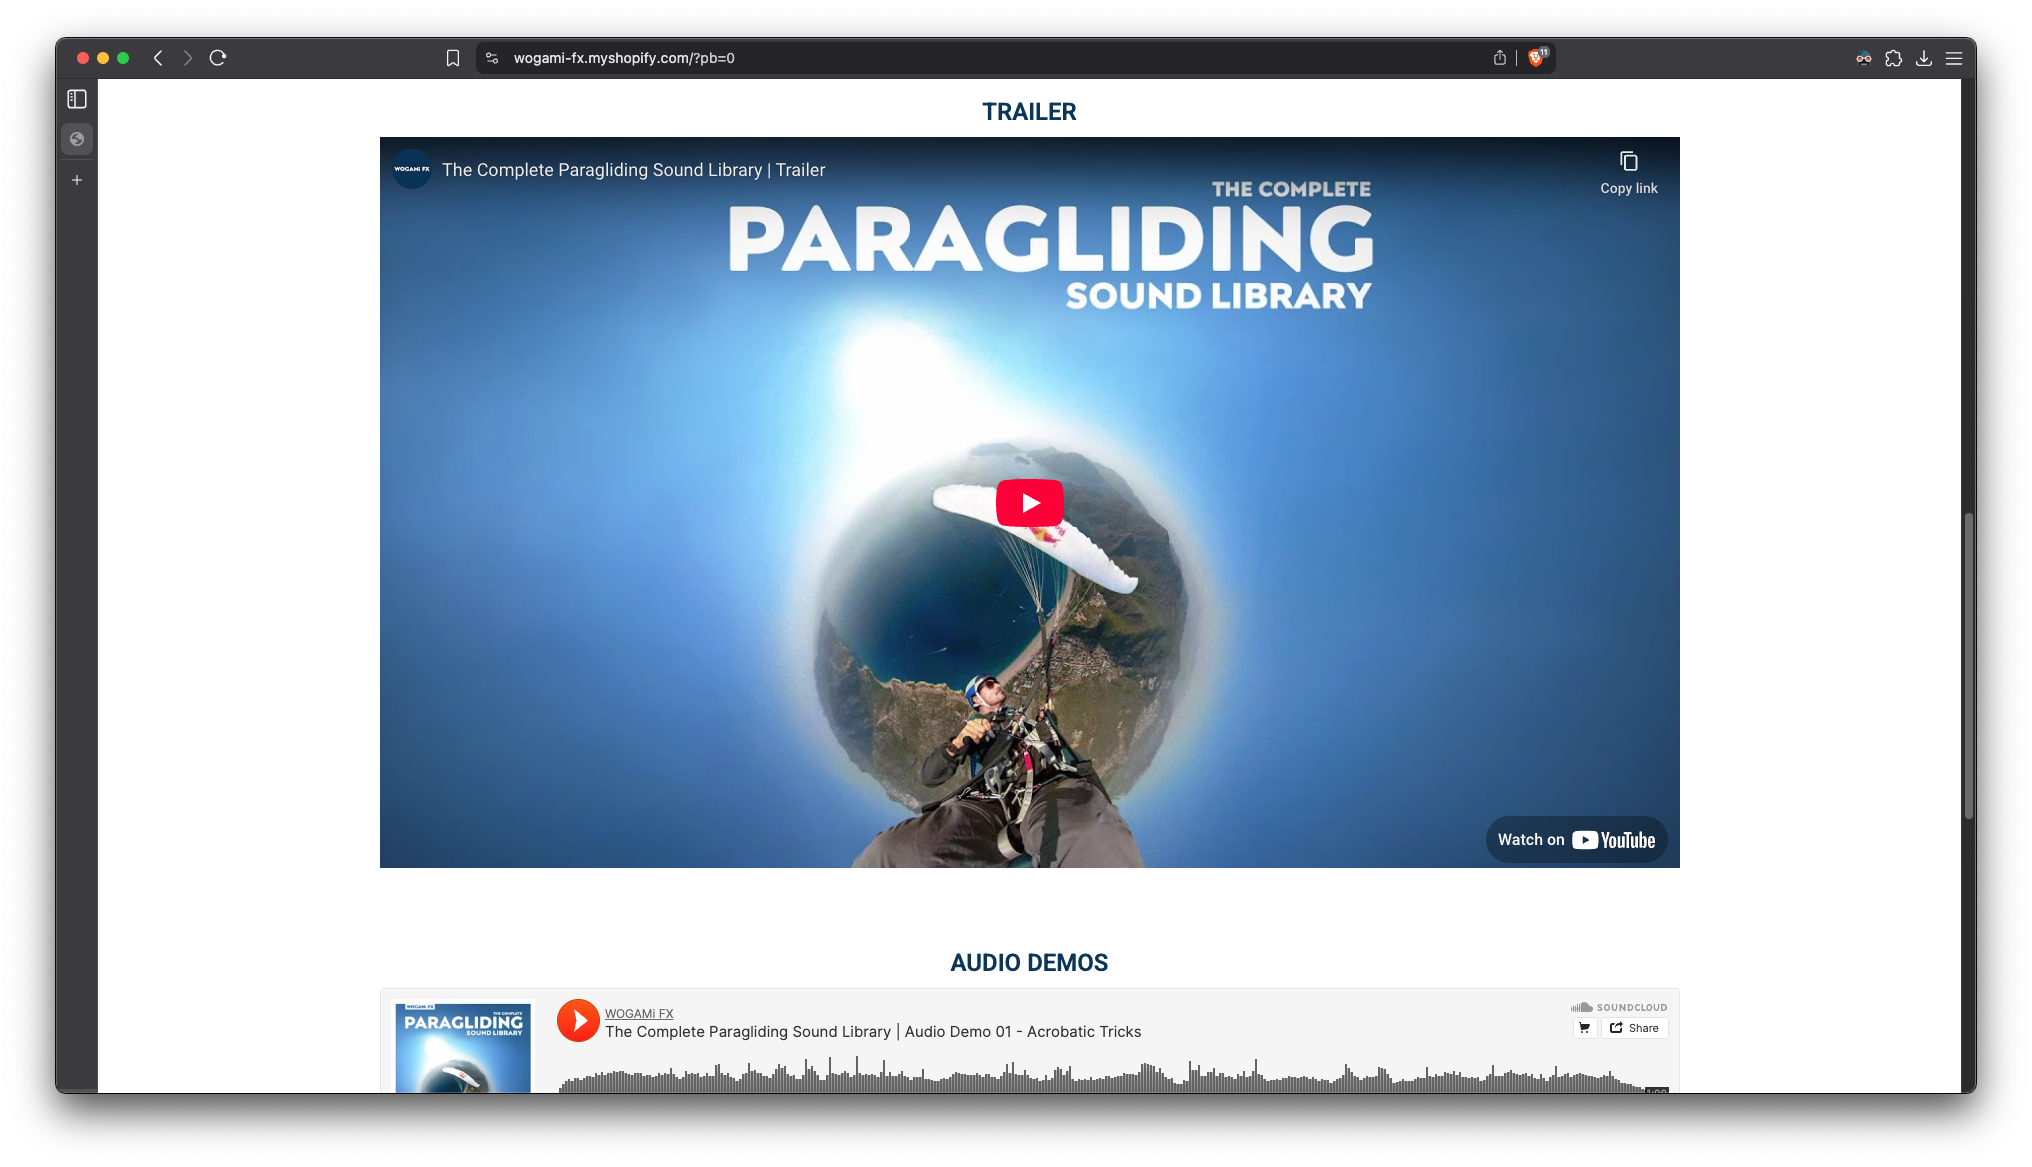 wogami-fx.myshopify.com/?pb=0
11
TRAILER
WOGAMI FX
The Complete Paragliding Sound Library | Trailer
Copy link
THE COMPLETE
PARAGLIDING
SOUND LIBRARY
Watch on YouTube
AUDIO DEMOS
WOGAMI FX
THE COMPLETE
PARAGLIDING
SOUND LIBRARY
WOGAMi FX
The Complete Paragliding Sound Library | Audio Demo 01 - Acrobatic Tricks
SOUNDCLOUD
Share